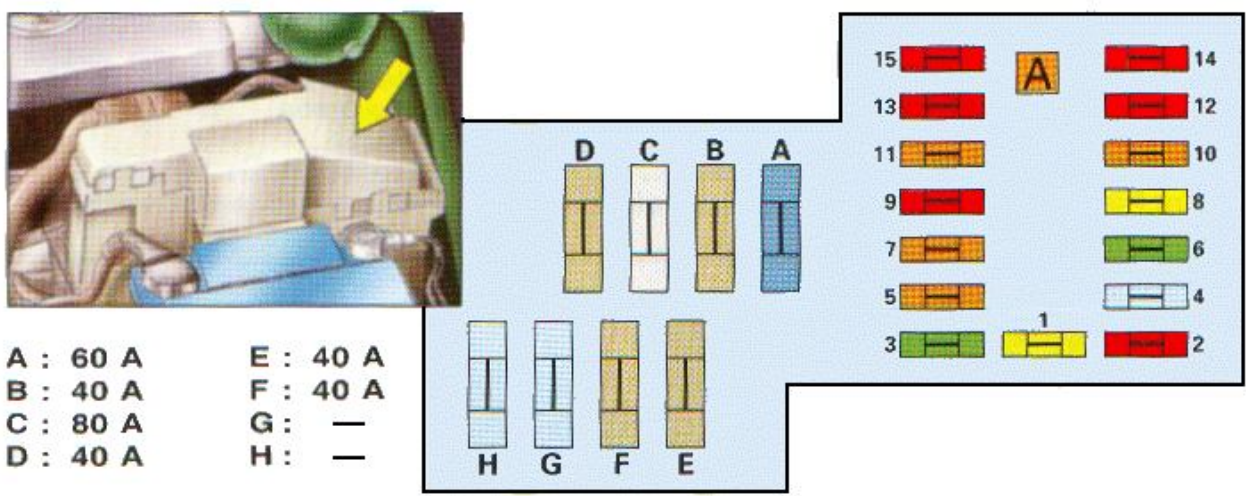 15 A 14
13 12
11 10
9 8
7 6
5 4
3 1 2
D C B A
H G F E
A : 60 A E : 40 A
B : 40 A F : 40 A
C : 80 A G : —
D : 40 A H : —